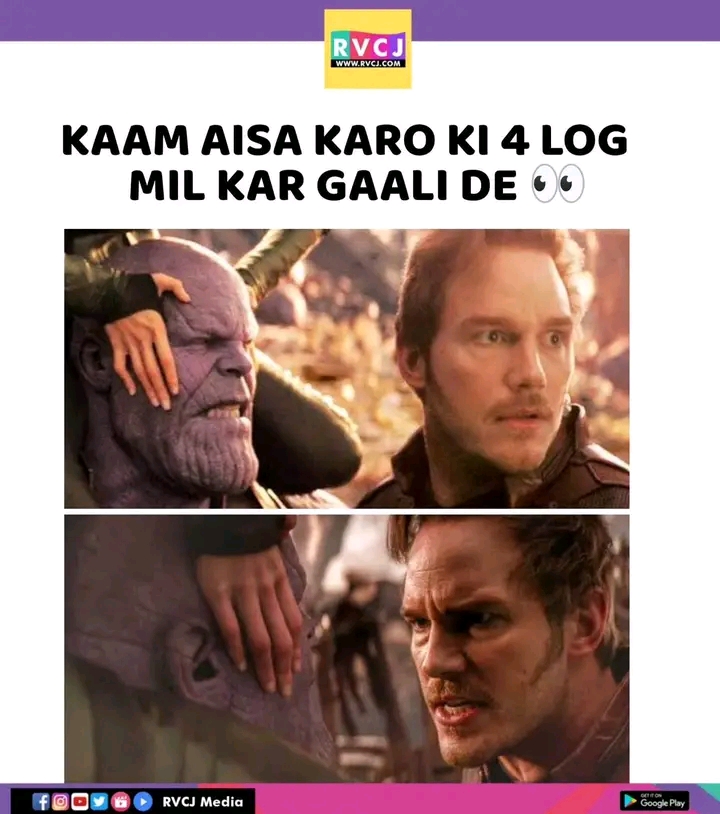 RVCJ
WWW.RVCJ.COM
KAAM AISA KARO KI 4 LOG
MIL KAR GAALI DE 👀
RVCJ Media
GET IT ON
Google Play